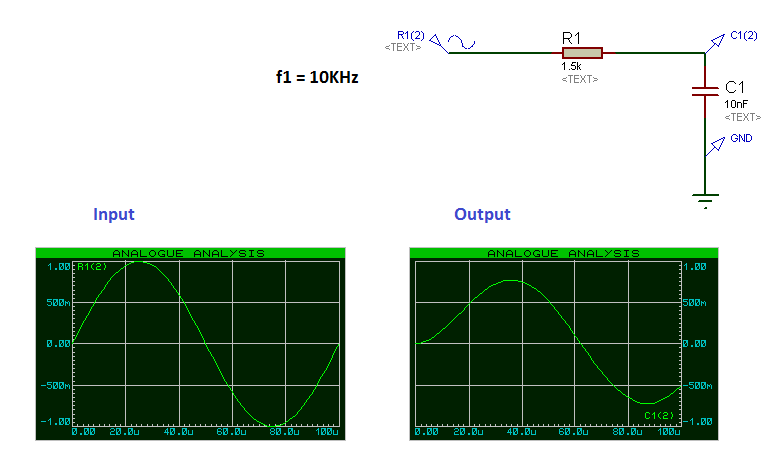 R1(2)
<TEXT>
R1
1.5k
<TEXT>
C1(2)
f1 = 10KHz
C1
10nF
<TEXT>
GND
Input
Output
ANALOGUE ANALYSIS
R1(2)
1.00
500m
0.00
-500m
-1.00
0.00 20.0u 40.0u 60.0u 80.0u 100u
ANALOGUE ANALYSIS
1.00
500m
0.00
-500m
-1.00
C1(2)
0.00 20.0u 40.0u 60.0u 80.0u 100u